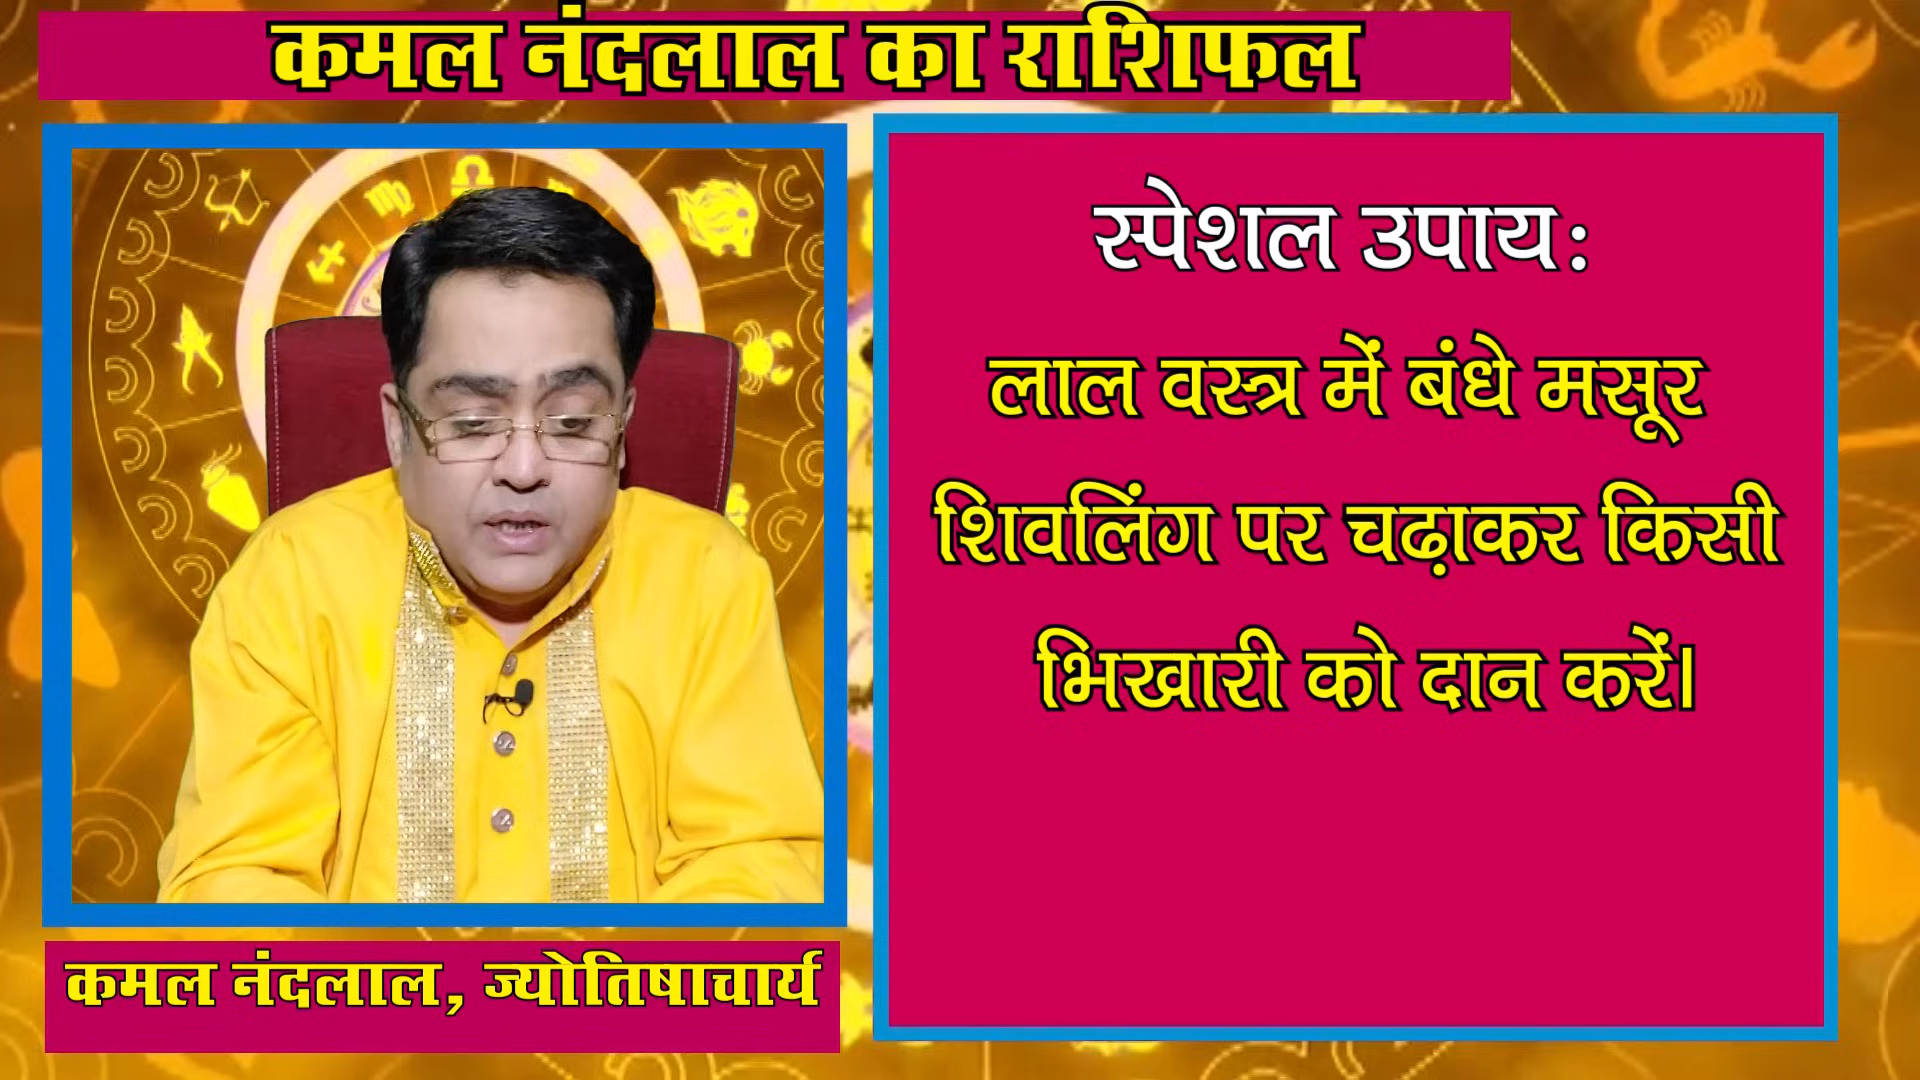 कमल नंदलाल का राशिफल
स्पेशल उपाय:
लाल वस्त्र में बंधे मसूर
शिवलिंग पर चढ़ाकर किसी
भिखारी को दान करें।
कमल नंदलाल, ज्योतिषाचार्य